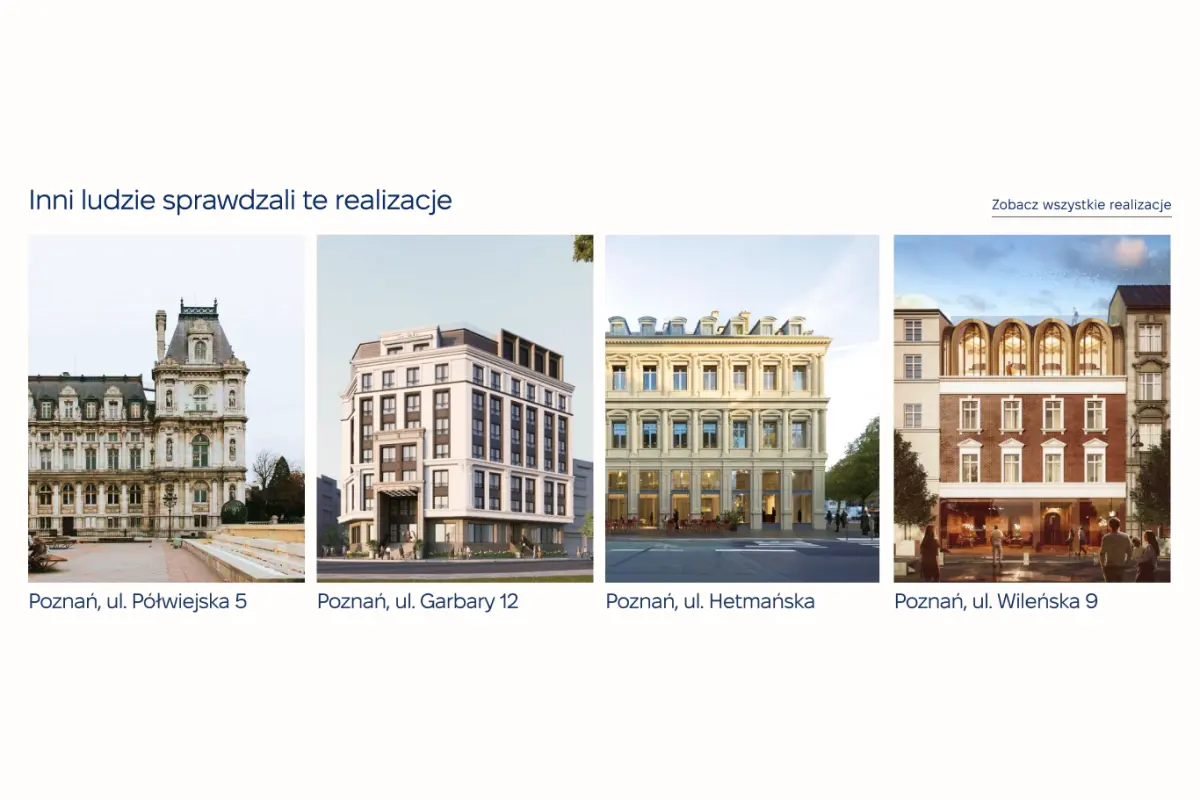 Inni ludzie sprawdzali te realizacje
Zobacz wszystkie realizacje
Poznań, ul. Półwiejska 5
Poznań, ul. Garbary 12
Poznań, ul. Hetmańska
Poznań, ul. Wileńska 9